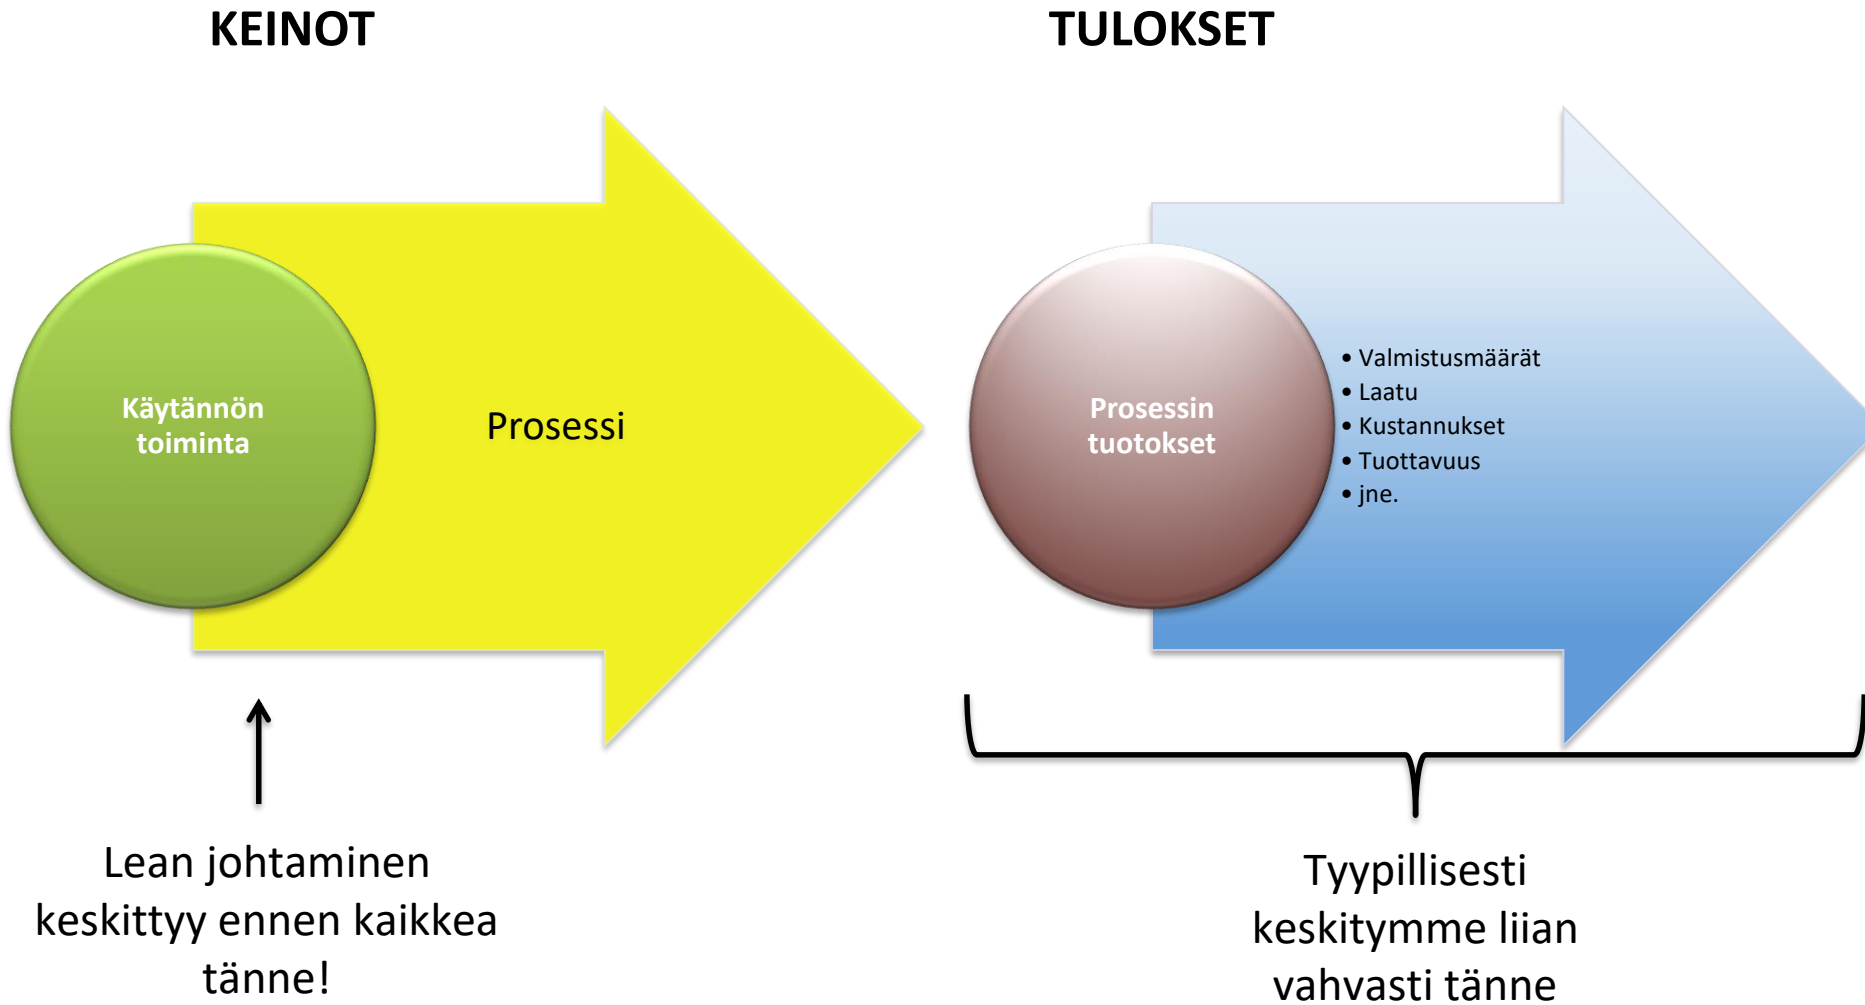 KEINOT
TULOKSET
Käytännön
toiminta
Prosessi
Prosessin
tuotokset
• Valmistusmäärät
• Laatu
• Kustannukset
• Tuottavuus
• jne.
Lean johtaminen
keskittyy ennen kaikkea
tänne!
Tyypillisesti
keskitymme liian
vahvasti tänne